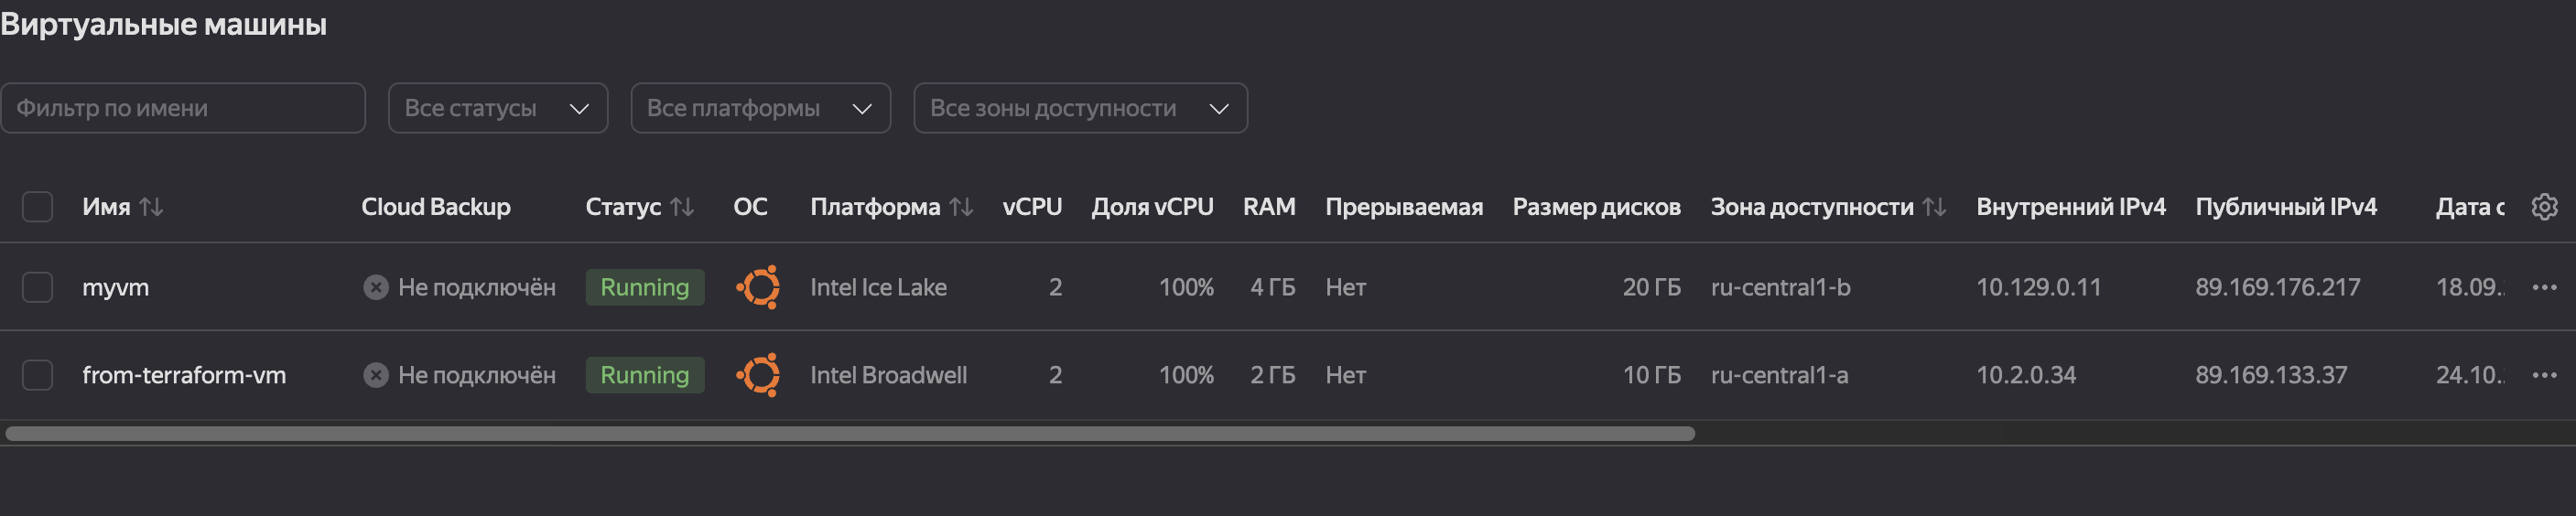 Виртуальные машины
Фильтр по имени Все статусы Все платформы Все зоны доступности
Имя Cloud Backup Статус ОС Платформа vCPU Доля vCPU RAM Прерываемая Размер дисков Зона доступности Внутренний IPv4 Публичный IPv4 Дата с
myvm Не подключён Running Intel Ice Lake 2 100% 4 ГБ Нет 20 ГБ ru-central1-b 10.129.0.11 89.169.176.217 18.09.
from-terraform-vm Не подключён Running Intel Broadwell 2 100% 2 ГБ Нет 10 ГБ ru-central1-a 10.2.0.34 89.169.133.37 24.10.